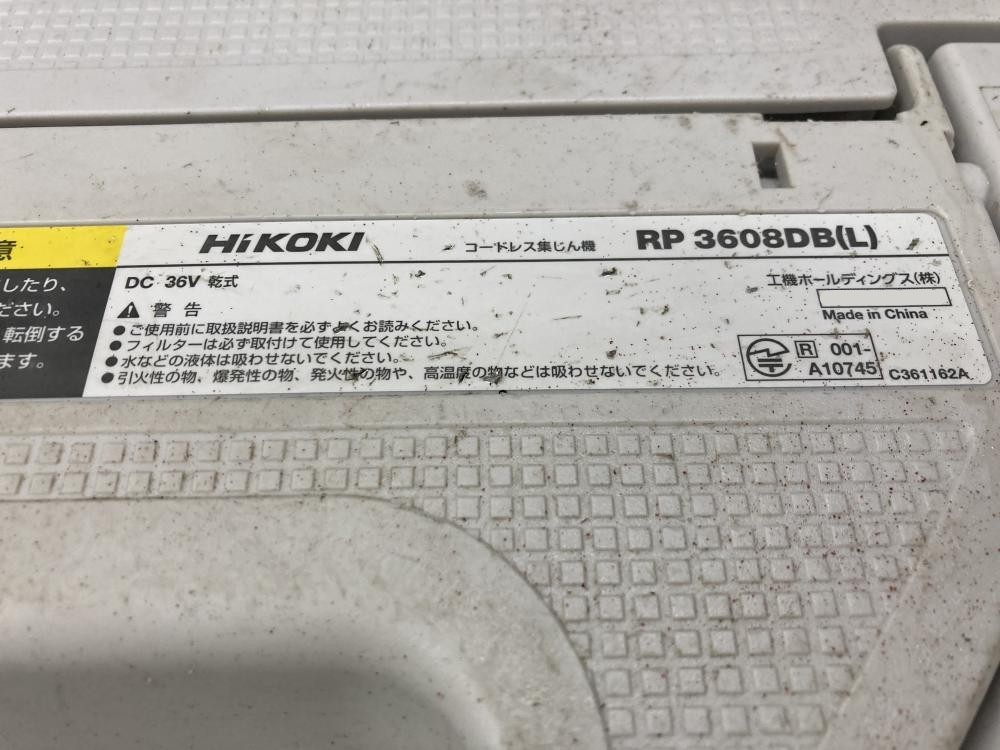 意
したり、
ださい。
転倒する
ます。
HiKOKI コードレス集じん機 RP 3608DB(L)
DC 36V 乾式
工機ホールディングス(株)
Made in China
警告
●ご使用前に取扱説明書を必ずよくお読みください。
●フィルターは必ず取付けて使用してください。
●水などの液体は吸わせないでください。
●引火性の物、爆発性の物、発火性の物や、高温度の物などは吸わせないでください。
R 001-
A10745
C361162A